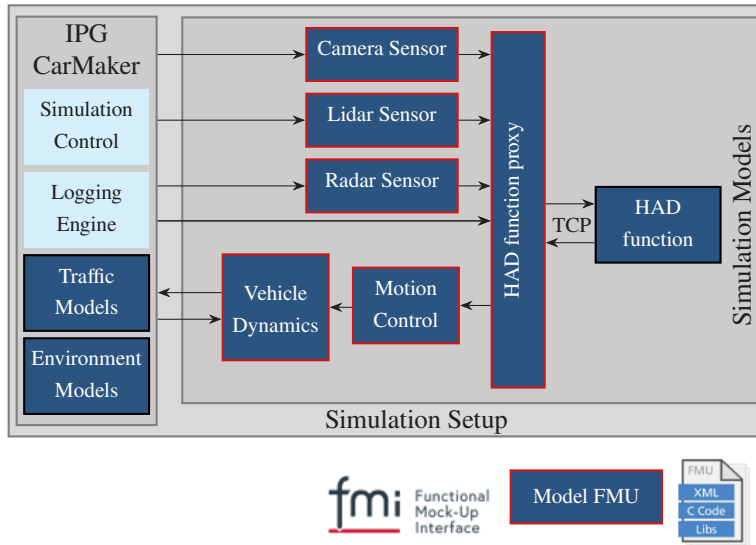 IPG
CarMaker
Simulation
Control
Logging
Engine
Traffic
Models
Environment
Models
Camera Sensor
Lidar Sensor
Radar Sensor
Vehicle
Dynamics
Motion
Control
HAD function proxy
TCP
HAD
function
Simulation Models
Simulation Setup
fmi
Functional
Mock-Up
Interface
Model FMU
FMU
XML
C Code
Libs